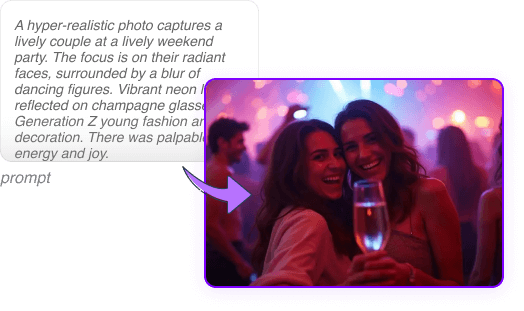 A hyper-realistic photo captures a
lively couple at a lively weekend
party. The focus is on their radiant
faces, surrounded by a blur of
dancing figures. Vibrant neon
reflected on champagne
Generation Z young fashion
decoration. There was palpable
energy and joy.
prompt